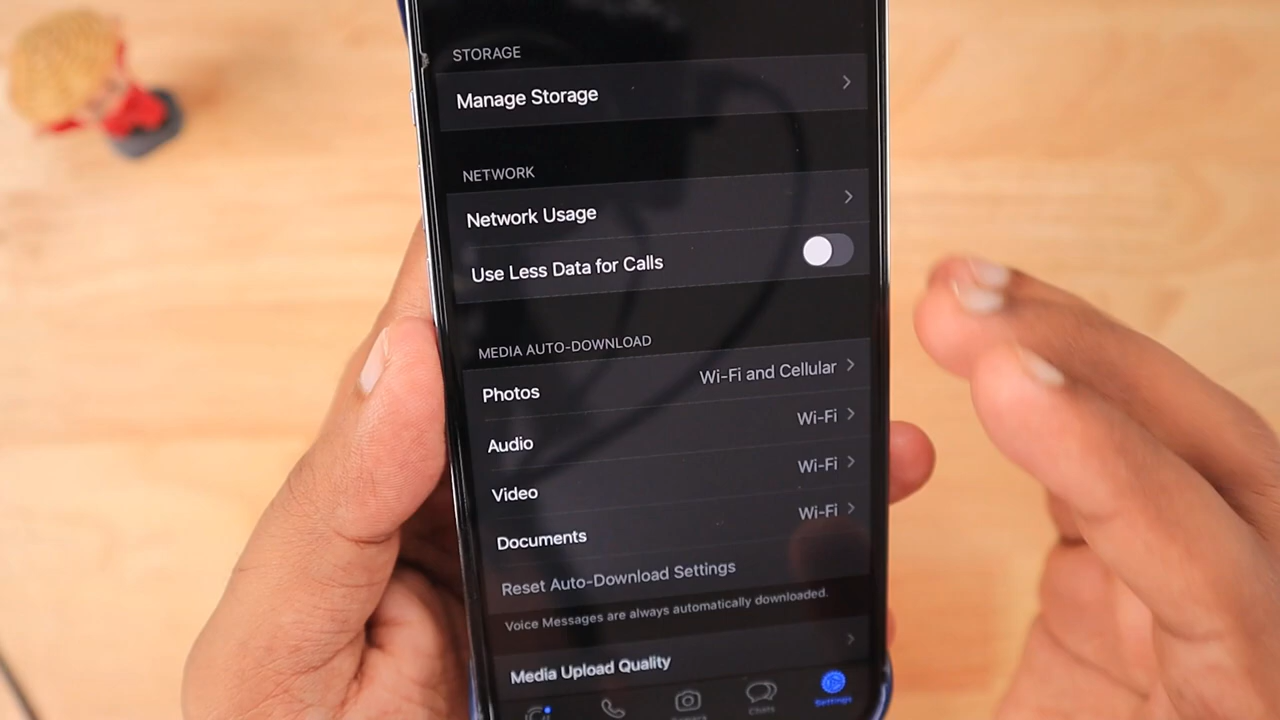 STORAGE
Manage Storage
NETWORK
Network Usage
Use Less Data for Calls
MEDIA AUTO-DOWNLOAD
Photos Wi-Fi and Cellular
Audio Wi-Fi
Video Wi-Fi
Documents Wi-Fi
Reset Auto-Download Settings
Voice Messages are always automatically downloaded.
Media Upload Quality
Chats Settings